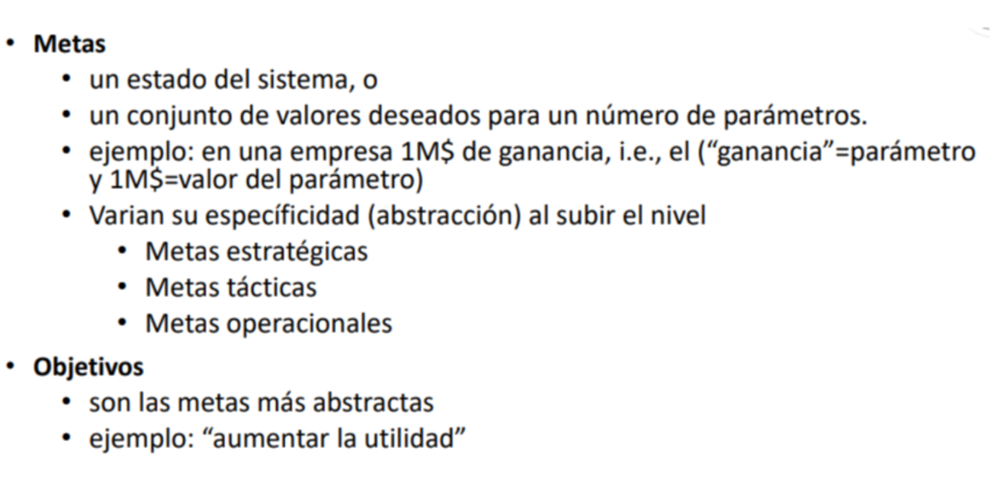 • Metas
• un estado del sistema, o
• un conjunto de valores deseados para un número de parámetros.
• ejemplo: en una empresa 1M$ de ganancia, i.e., el (“ganancia”=parámetro
y 1M$=valor del parámetro)
• Varian su específicidad (abstracción) al subir el nivel
• Metas estratégicas
• Metas tácticas
• Metas operacionales
• Objetivos
• son las metas más abstractas
• ejemplo: “aumentar la utilidad”